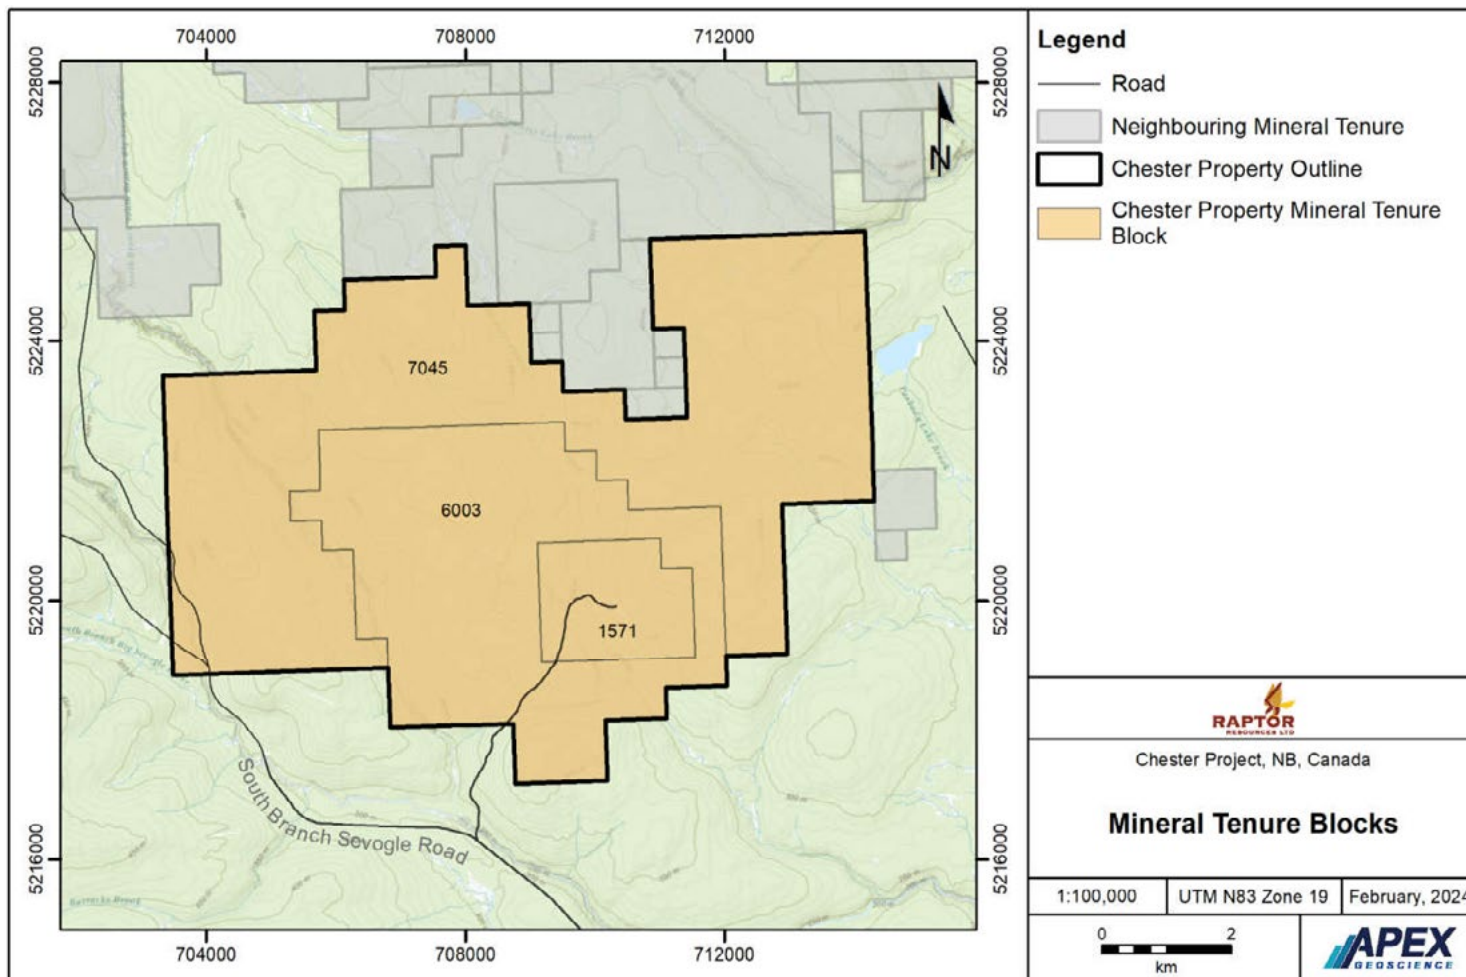 704000
708000
712000
5228000
5228000
5224000
5224000
5220000
5220000
5216000
5216000
7045
6003
1571
South Branch Sevogle Road
704000
708000
712000
N
Legend
Road
Neighbouring Mineral Tenure
Chester Property Outline
Chester Property Mineral Tenure
Block
RAPTOR
RESOURCES LTD
Chester Project, NB, Canada
Mineral Tenure Blocks
1:100,000
UTM N83 Zone 19
February, 2024
0
2
km
APEX
GEOSCIENCE